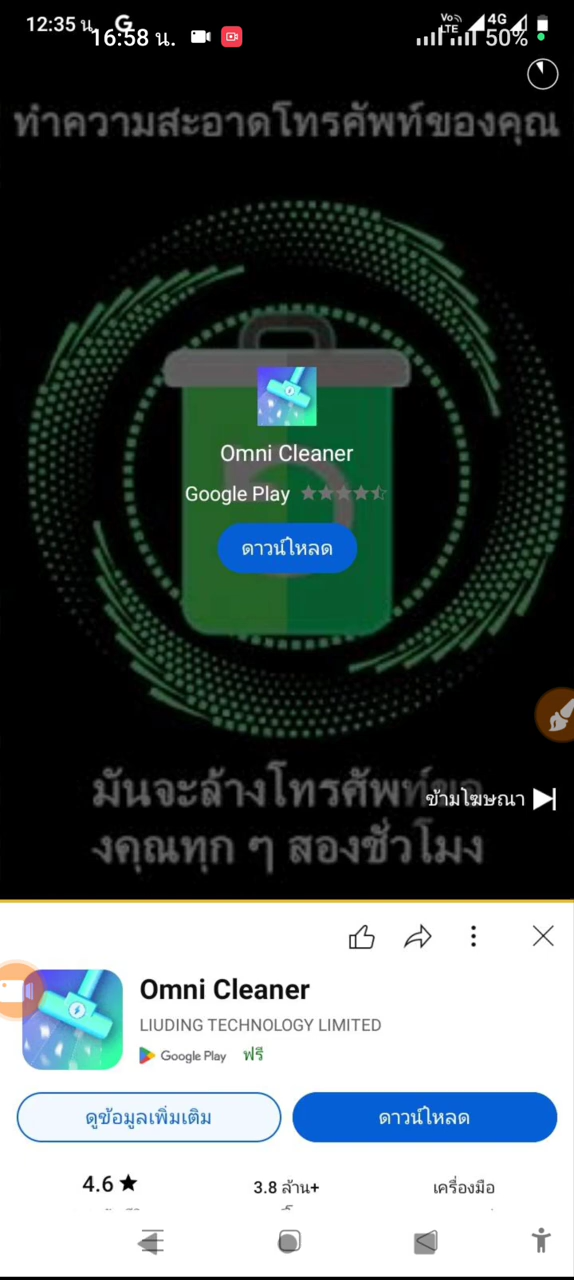 12:35 น.
16:58 น.
Vo
LTE
4G
50%
ทำความสะอาดโทรศัพท์ของคุณ
Omni Cleaner
Google Play
ดาวน์โหลด
มันจะล้างโทรศัพท์ขอ
งคุณทุก ๆ สองชั่วโมง
ข้ามโฆษณา
Omni Cleaner
LIUDING TECHNOLOGY LIMITED
Google Play ฟรี
ดูข้อมูลเพิ่มเติม
ดาวน์โหลด
4.6 ★
3.8 ล้าน+
เครื่องมือ